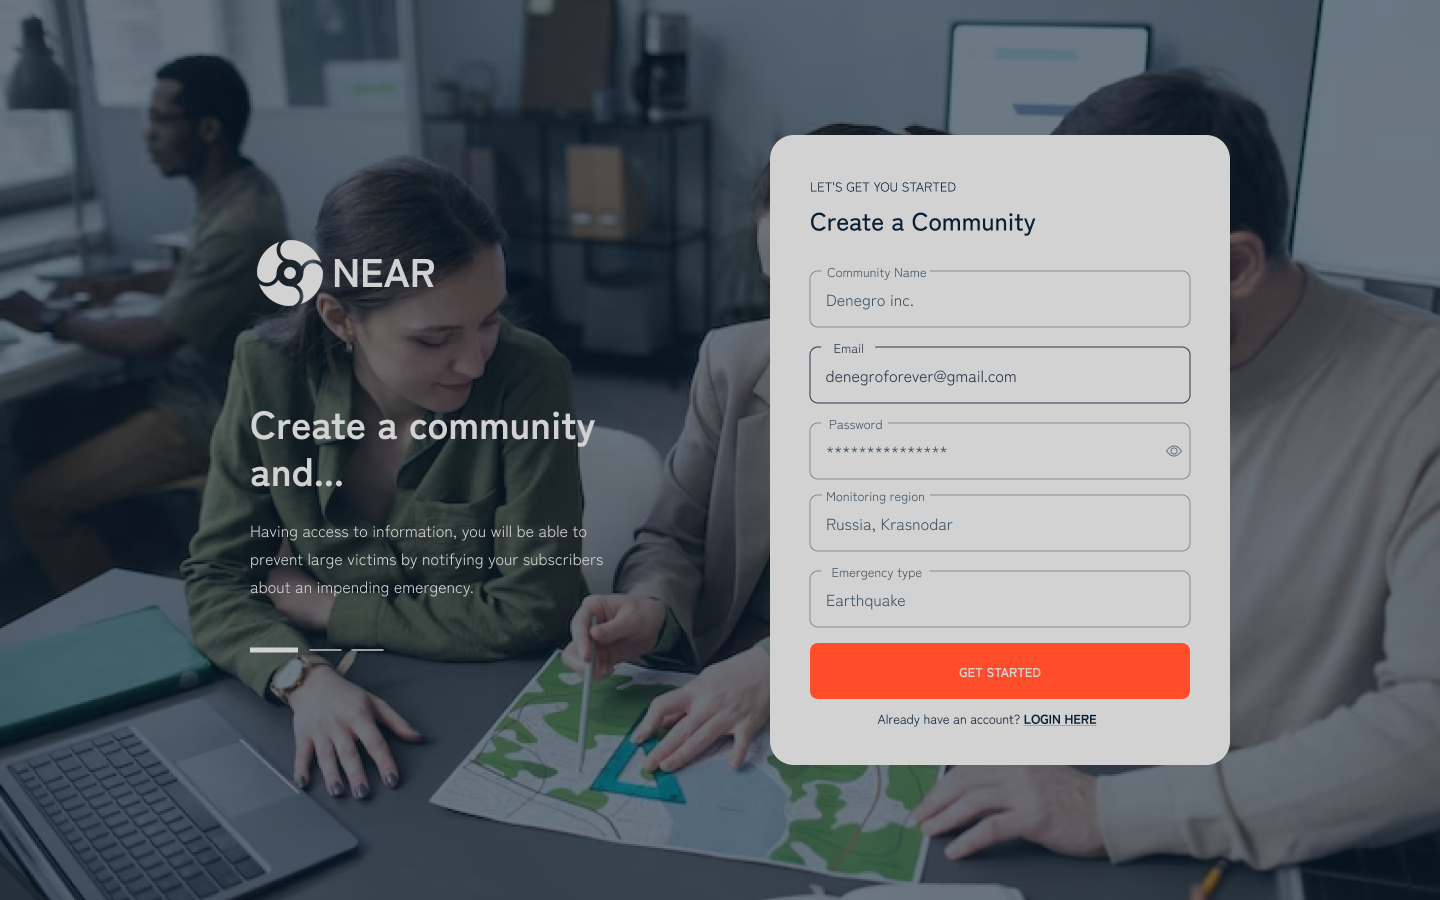 NEAR
Create a community
and...
Having access to information, you will be able to
prevent large victims by notifying your subscribers
about an impending emergency.
LET'S GET YOU STARTED
Create a Community
Community Name
Denegro inc.
Email
denegroforever@gmail.com
Password
***************
Monitoring region
Russia, Krasnodar
Emergency type
Earthquake
GET STARTED
Already have an account? LOGIN HERE